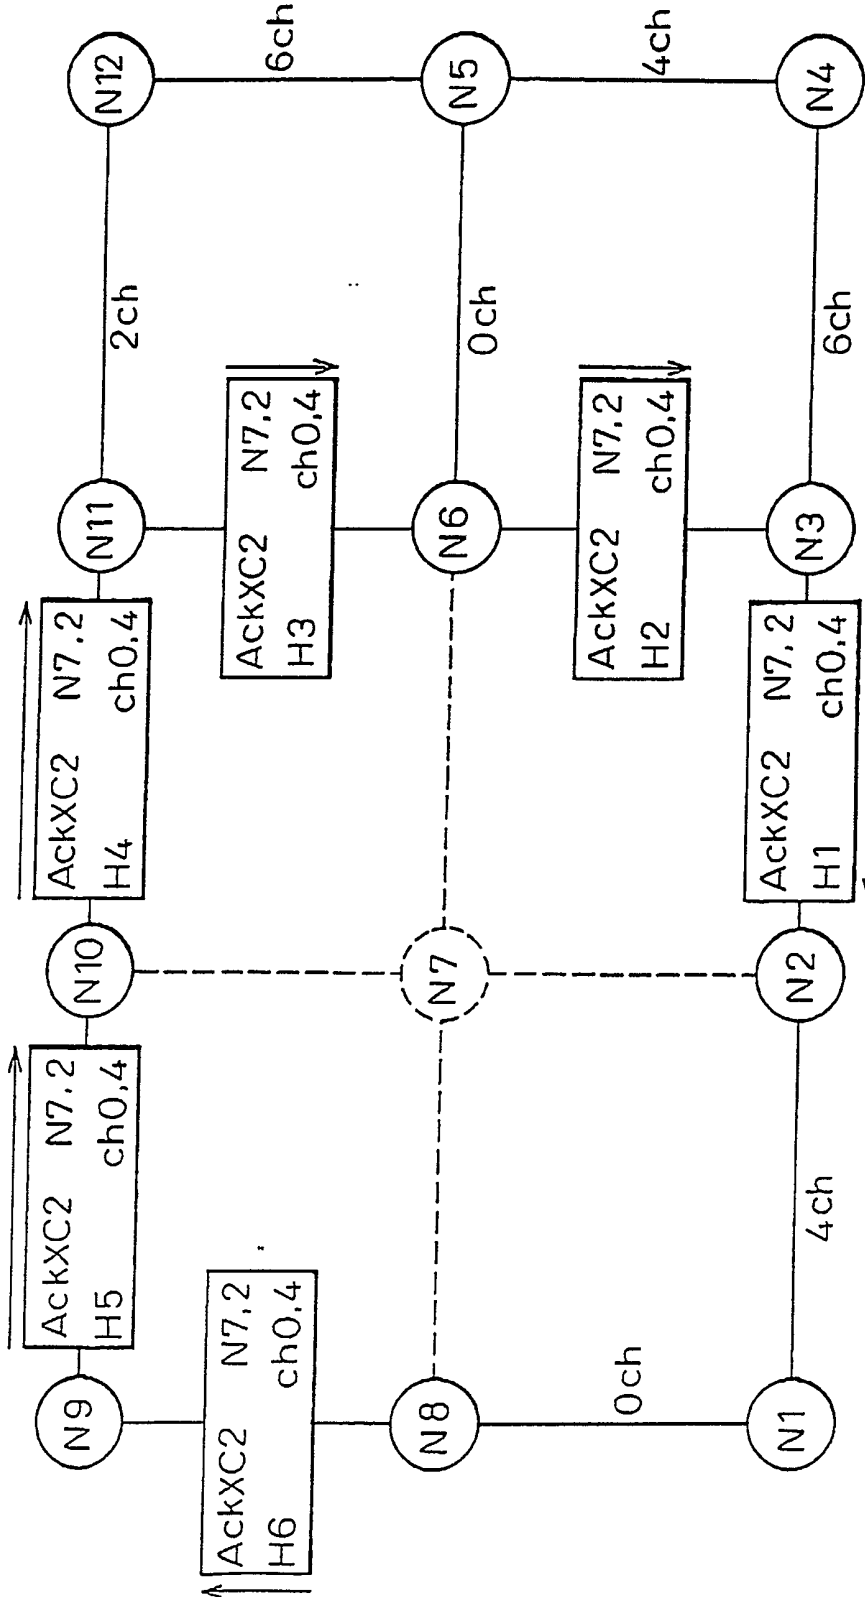 N9
AckXC2 N7,2
H5 ch0,4
N10
AckXC2 N7,2
H4 ch0,4
N11
2ch
N12
AckXC2 N7,2
H6 ch0,4
AckXC2 N7,2
H3 ch0,4
6ch
N8
N7
N6
0ch
N5
0ch
AckXC2 N7,2
H2 ch0,4
4ch
N1
4ch
N2
AckXC2 N7,2
H1 ch0,4
N3
6ch
N4